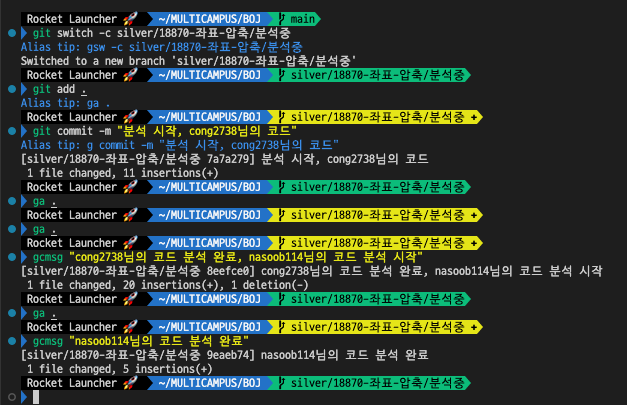 Rocket Launcher 🚀 ~/MULTICAMPUS/BOJ main
git switch -c silver/18870-좌표-압축/분석중
Alias tip: gsw -c silver/18870-좌표-압축/분석중
Switched to a new branch 'silver/18870-좌표-압축/분석중'
Rocket Launcher 🚀 ~/MULTICAMPUS/BOJ silver/18870-좌표-압축/분석중
git add .
Alias tip: ga .
Rocket Launcher 🚀 ~/MULTICAMPUS/BOJ silver/18870-좌표-압축/분석중 +
git commit -m "분석 시작, cong2738님의 코드"
Alias tip: g commit -m "분석 시작, cong2738님의 코드"
[silver/18870-좌표-압축/분석중 7a7a279] 분석 시작, cong2738님의 코드
1 file changed, 11 insertions(+)
Rocket Launcher 🚀 ~/MULTICAMPUS/BOJ silver/18870-좌표-압축/분석중
ga .
Rocket Launcher 🚀 ~/MULTICAMPUS/BOJ silver/18870-좌표-압축/분석중 +
ga .
Rocket Launcher 🚀 ~/MULTICAMPUS/BOJ silver/18870-좌표-압축/분석중 +
gcmsg "cong2738님의 코드 분석 완료, nasoob114님의 코드 분석 시작"
[silver/18870-좌표-압축/분석중 8eefce0] cong2738님의 코드 분석 완료, nasoob114님의 코드 분석 시작
1 file changed, 20 insertions(+), 1 deletion(-)
Rocket Launcher 🚀 ~/MULTICAMPUS/BOJ silver/18870-좌표-압축/분석중
ga .
Rocket Launcher 🚀 ~/MULTICAMPUS/BOJ silver/18870-좌표-압축/분석중 +
gcmsg "nasoob114님의 코드 분석 완료"
[silver/18870-좌표-압축/분석중 9eaeb74] nasoob114님의 코드 분석 완료
1 file changed, 5 insertions(+)
Rocket Launcher 🚀 ~/MULTICAMPUS/BOJ silver/18870-좌표-압축/분석중